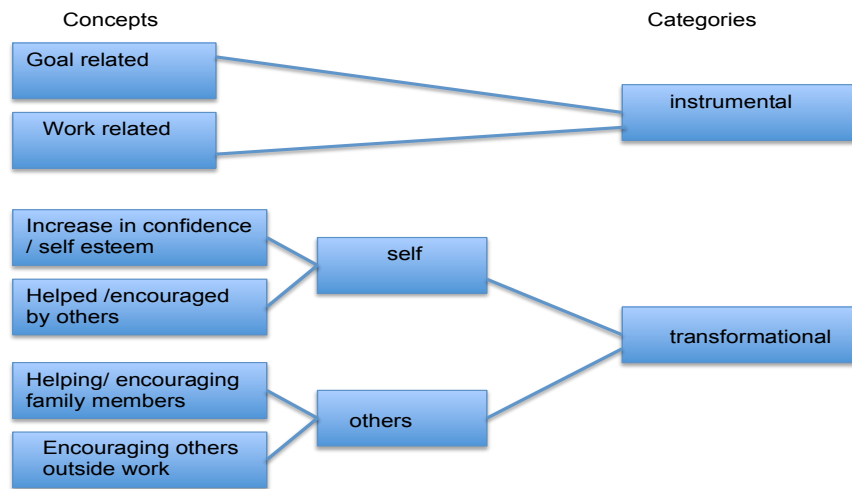 Concepts
Categories
Goal related
instrumental
Work related
Increase in confidence
/ self esteem
self
Helped /encouraged
by others
transformational
Helping/ encouraging
family members
others
Encouraging others
outside work